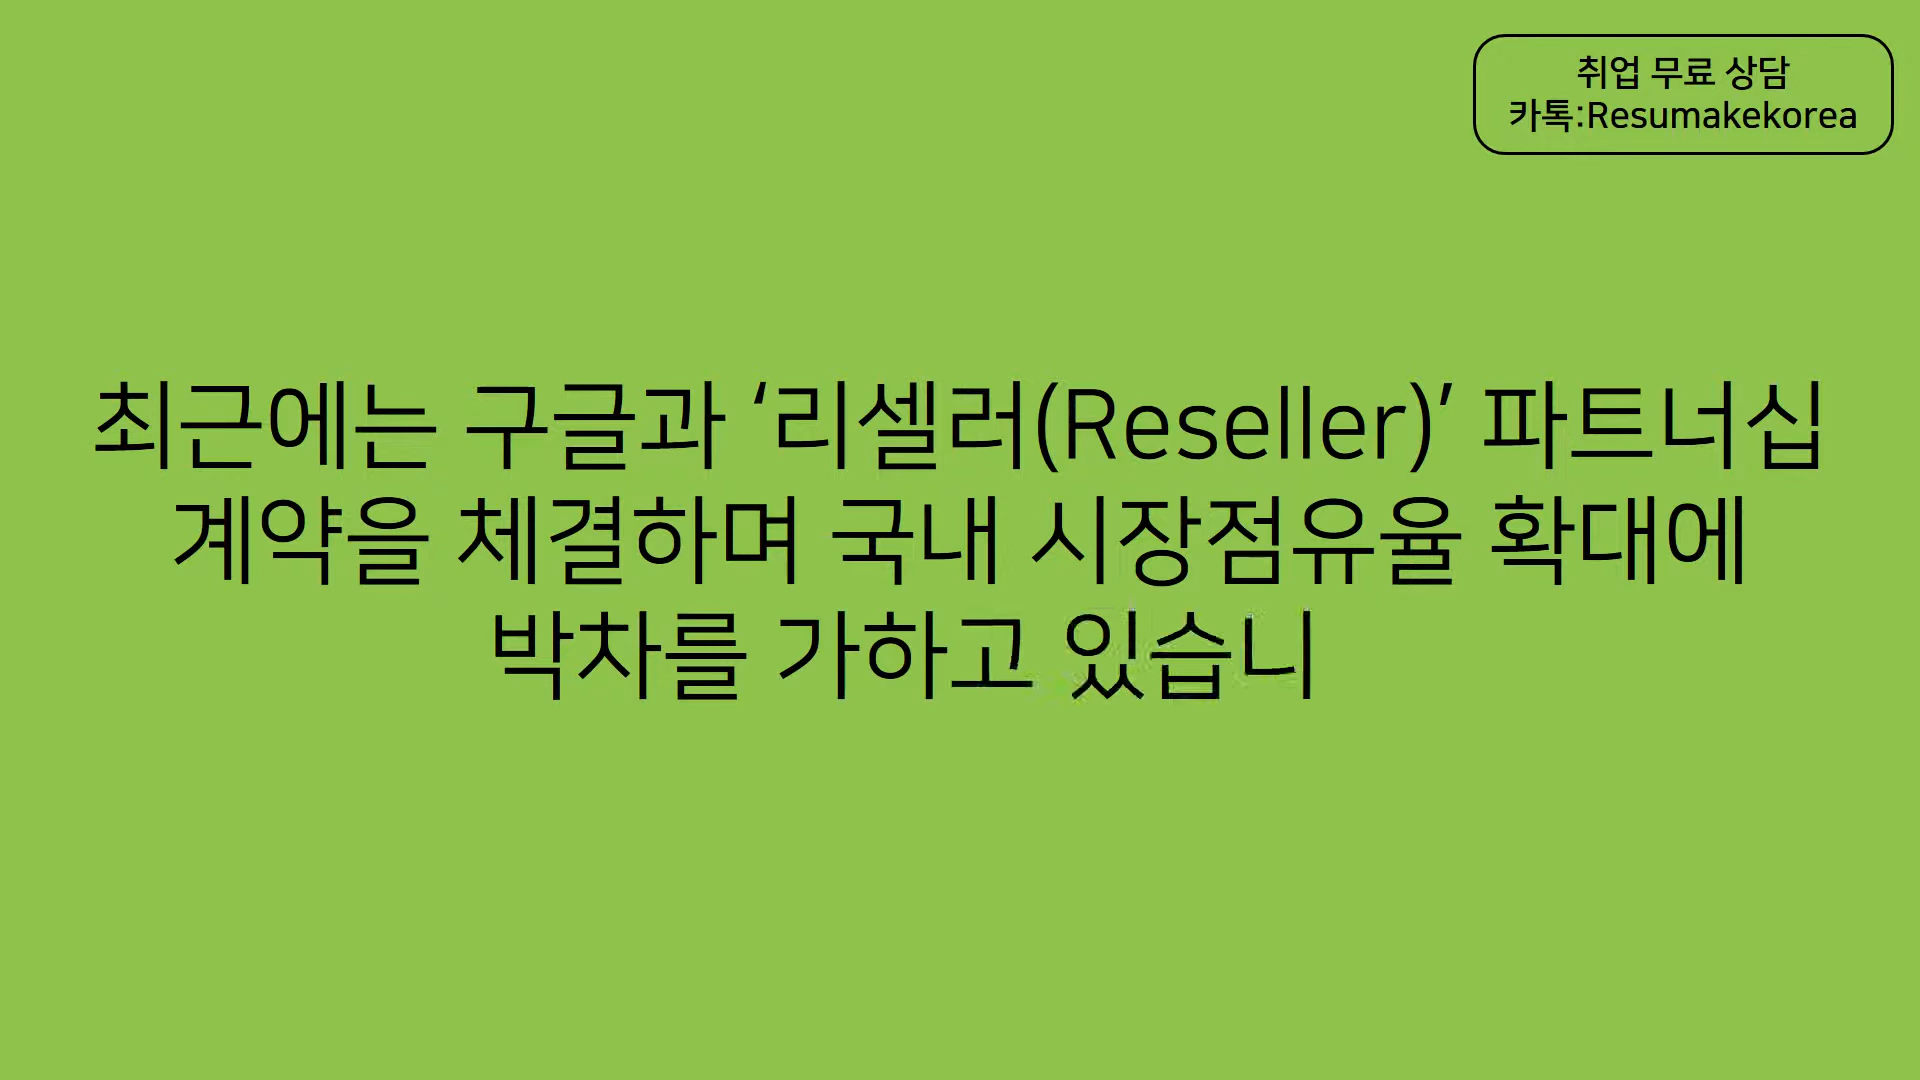 취업 무료 상담
카톡:Resumakekorea
최근에는 구글과 ‘리셀러(Reseller)’ 파트너십
계약을 체결하며 국내 시장점유율 확대에
박차를 가하고 있습니